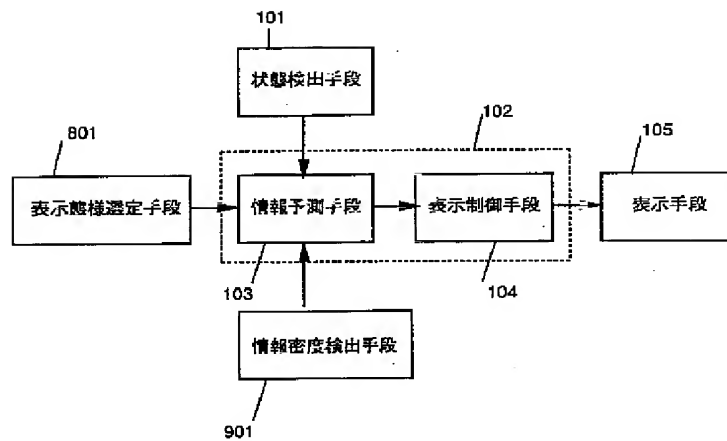 101
状態検出手段
102
801
105
表示態様選定手段
情報予測手段
表示制御手段
表示手段
103
104
情報密度検出手段
901